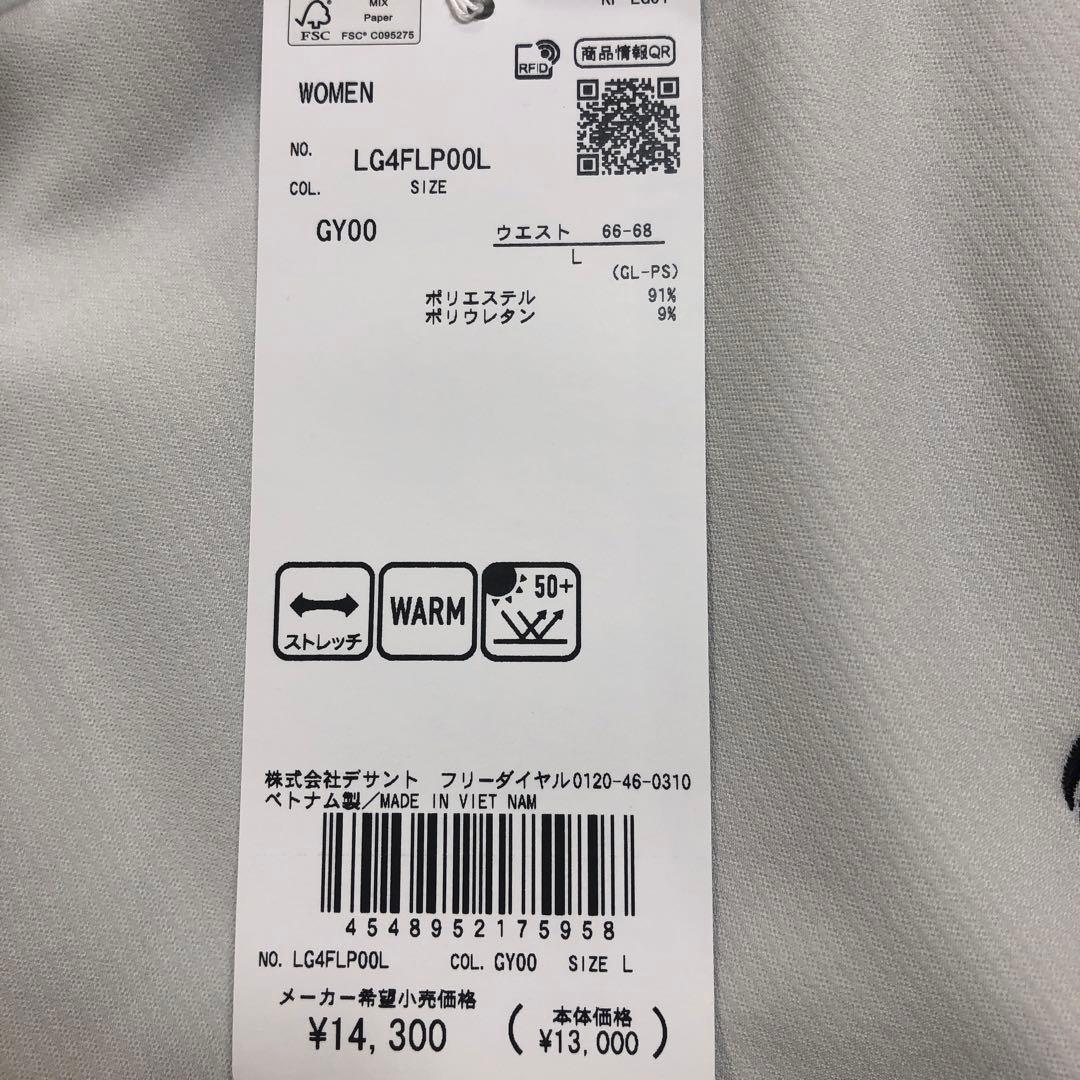 MIX
Paper
FSC
FSC® C095275
RFID
商品情報QR
WOMEN
NO. LG4FLP00L
COL. SIZE
GY00 ウエスト 66-68
L
(GL-PS)
ポリエステル 91%
ポリウレタン 9%
ストレッチ
WARM
50+
株式会社デサント フリーダイヤル0120-46-0310
ベトナム製/MADE IN VIET NAM
4548952175958
NO. LG4FLP00L COL. GY00 SIZE L
メーカー希望小売価格
¥14,300
(本体価格
¥13,000)